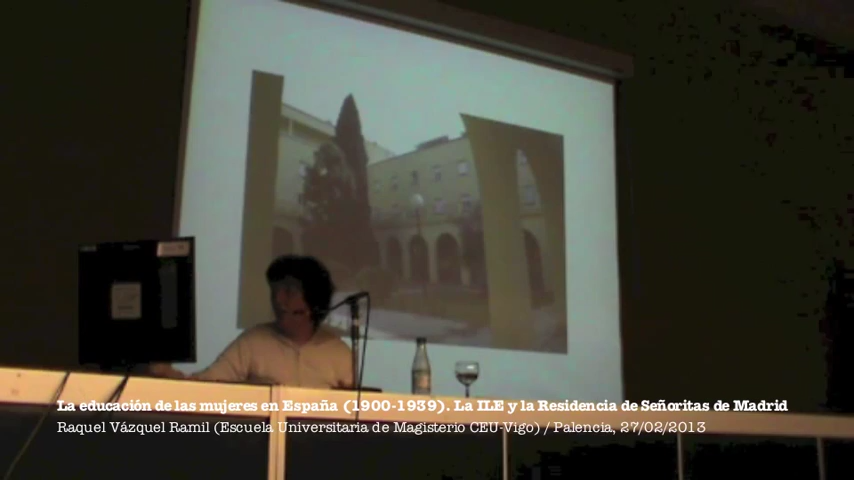 La educación de las mujeres en España (1900-1939). La ILE y la Residencia de Señoritas de Madrid
Raquel Vázquel Ramil (Escuela Universitaria de Magisterio CEU-Vigo) / Palencia, 27/02/2013